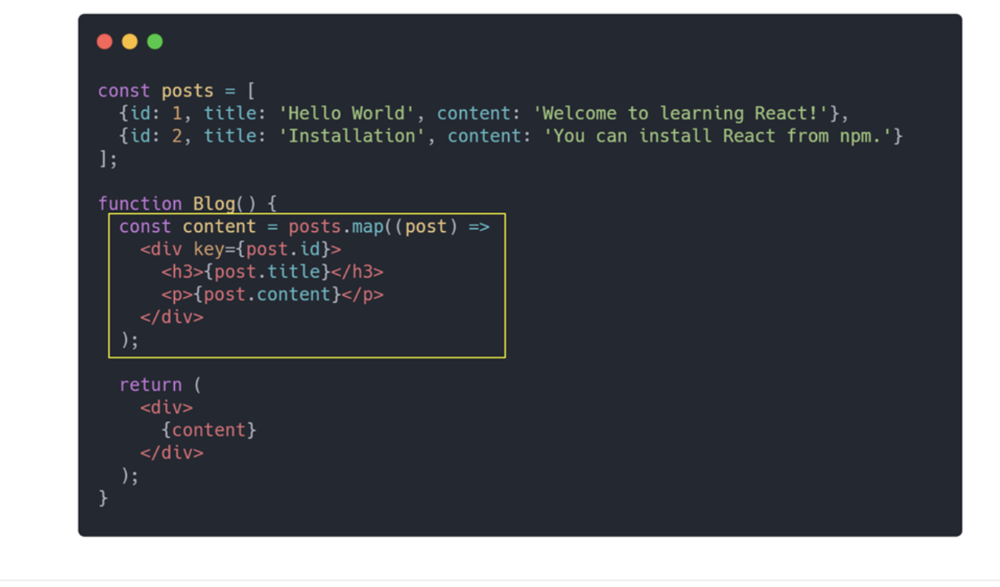 const posts = [
  {id: 1, title: 'Hello World', content: 'Welcome to learning React!'},
  {id: 2, title: 'Installation', content: 'You can install React from npm.'}
];

function Blog() {
  const content = posts.map((post) =>
    <div key={post.id}>
      <h3>{post.title}</h3>
      <p>{post.content}</p>
    </div>
  );

  return (
    <div>
      {content}
    </div>
  );
}